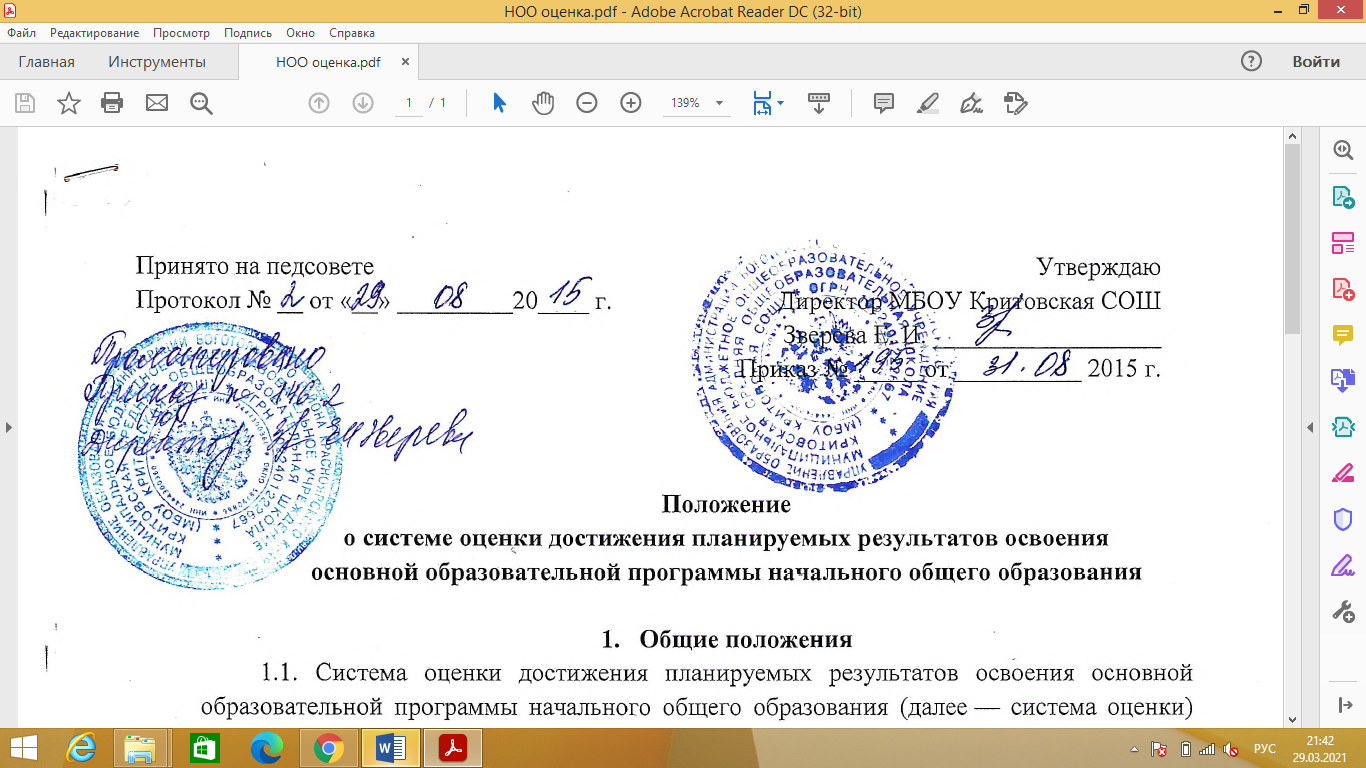 НОО оценка.pdf - Adobe Acrobat Reader DC (32-bit)
Файл Редактирование Просмотр Подпись Окно Справка
Главная Инструменты НОО оценка.pdf × Войти
1 / 1 139%
Принято на педсовете
Протокол № 2 от «29» 08 2015 г.
Утверждаю
Директор МБОУ Критовская СОШ
Зверева Е. И.
Приказ № от 31.08 2015 г.
Директор Зверева
Положение
о системе оценки достижения планируемых результатов освоения
основной образовательной программы начального общего образования
1. Общие положения
1.1. Система оценки достижения планируемых результатов освоения основной
образовательной программы начального общего образования (далее — система оценки)
РУС
21:42
29.03.2021